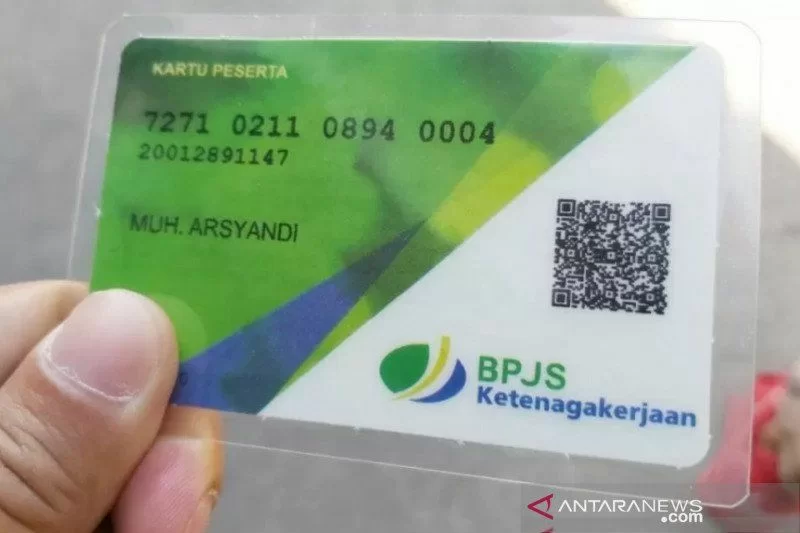 KARTU PESERTA
7271 0211 0894 0004
20012891147
MUH. ARSYANDI
BPJS
Ketenagakerjaan
ANTARANEWS
.com